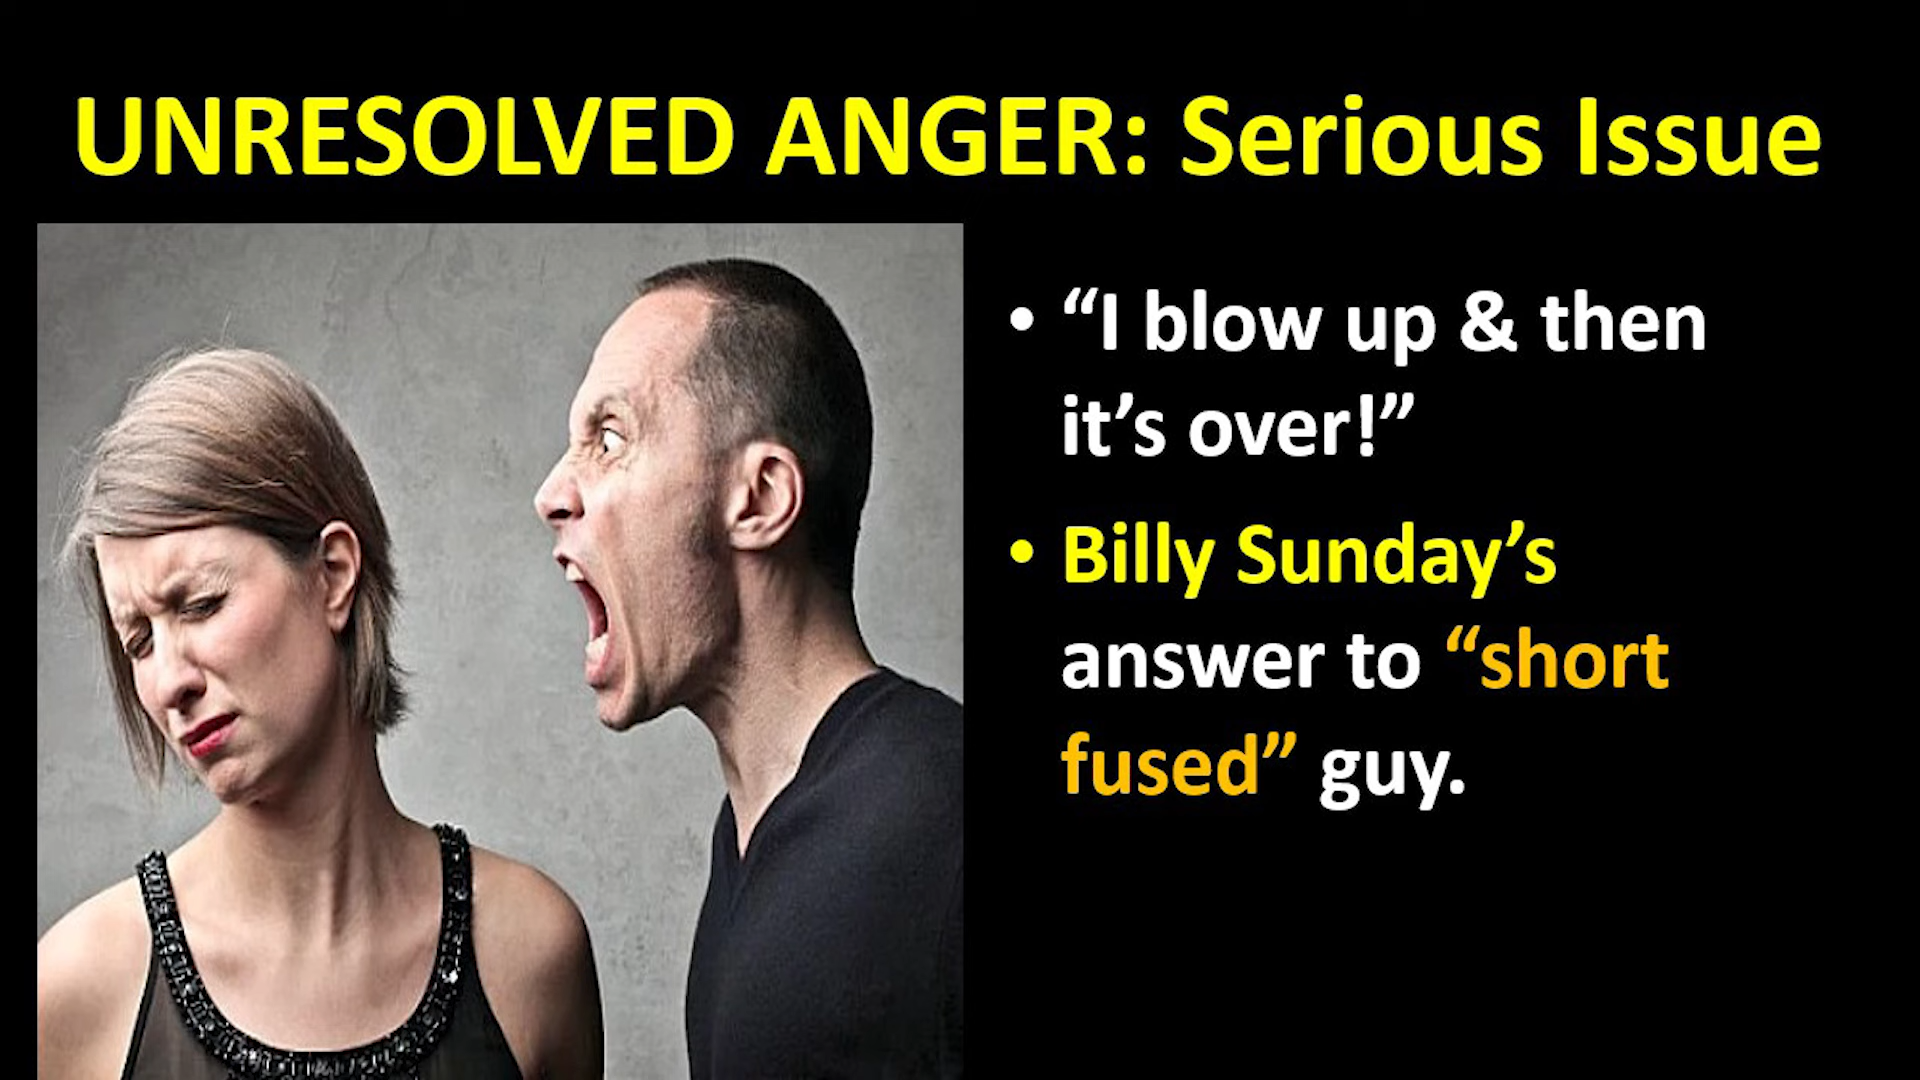 UNRESOLVED ANGER: Serious Issue
• “I blow up & then
it’s over!”
• Billy Sunday’s
answer to “short
fused” guy.